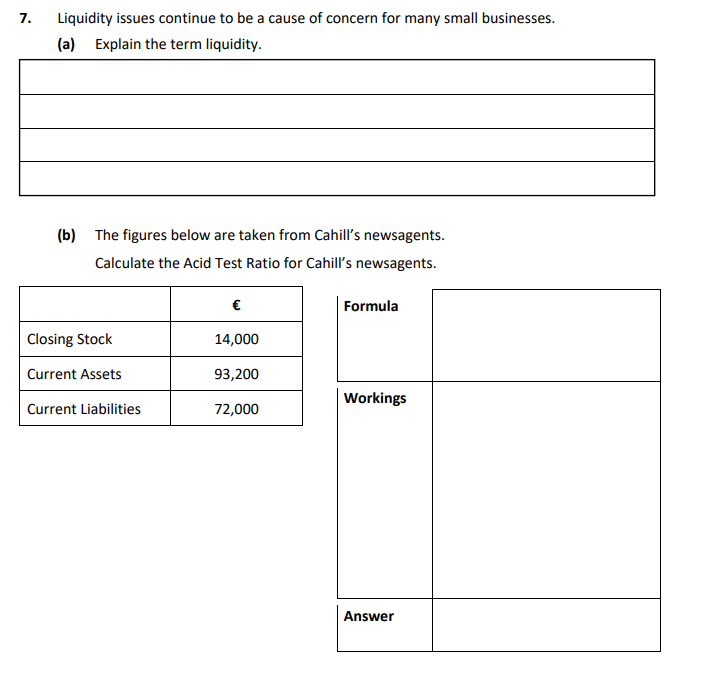 7. Liquidity issues continue to be a cause of concern for many small businesses.
(a) Explain the term liquidity.
(b) The figures below are taken from Cahill’s newsagents.
Calculate the Acid Test Ratio for Cahill’s newsagents.
€
Closing Stock 14,000
Current Assets 93,200
Current Liabilities 72,000
Formula
Workings
Answer